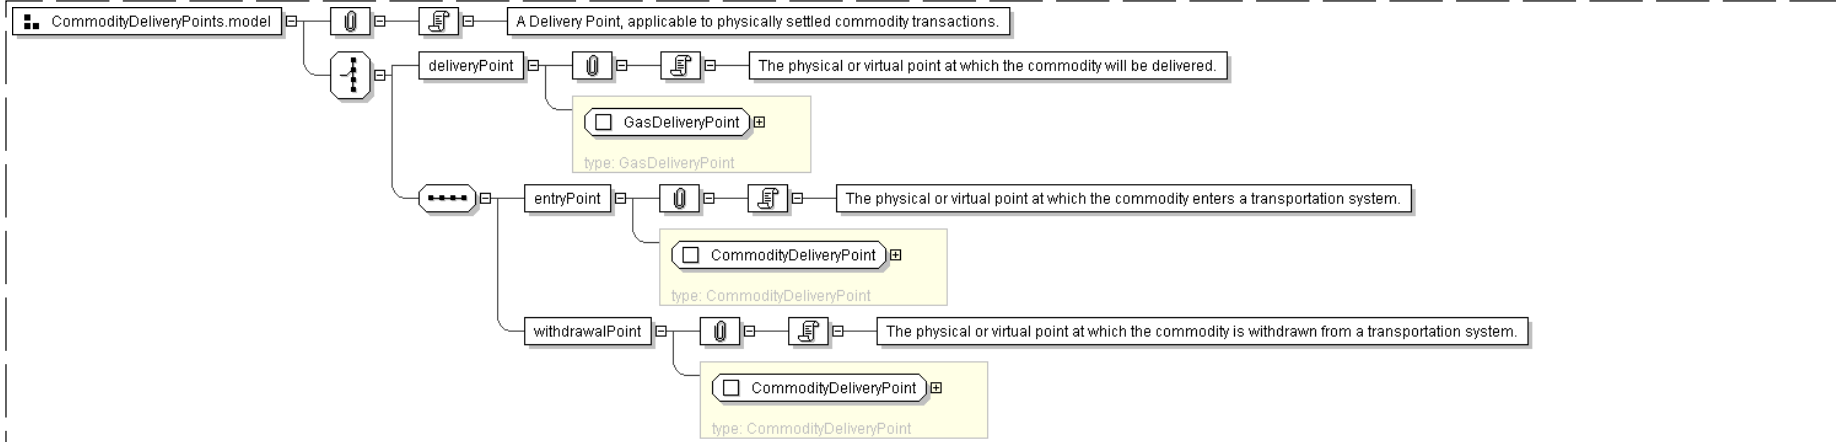 CommodityDeliveryPoints.model
A Delivery Point, applicable to physically settled commodity transactions.
deliveryPoint
The physical or virtual point at which the commodity will be delivered.
GasDeliveryPoint
type: GasDeliveryPoint
entryPoint
The physical or virtual point at which the commodity enters a transportation system.
CommodityDeliveryPoint
type: CommodityDeliveryPoint
withdrawalPoint
The physical or virtual point at which the commodity is withdrawn from a transportation system.
CommodityDeliveryPoint
type: CommodityDeliveryPoint